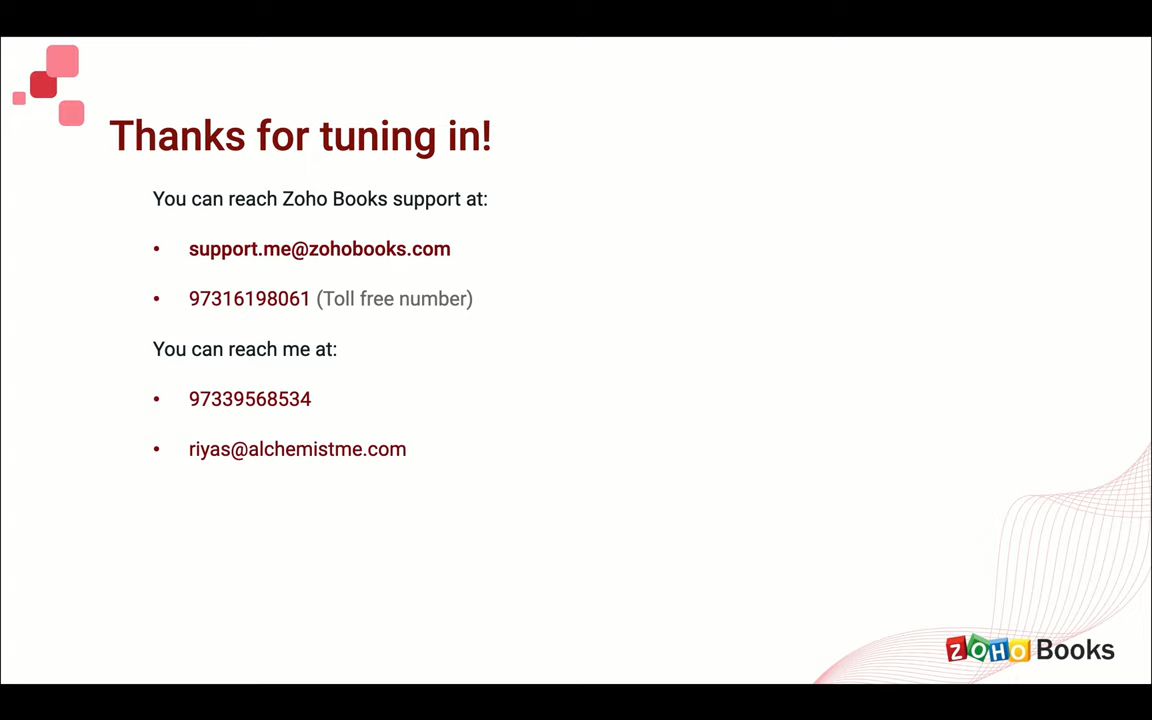 Thanks for tuning in!
You can reach Zoho Books support at:
• support.me@zohobooks.com
• 97316198061 (Toll free number)
You can reach me at:
• 97339568534
• riyas@alchemistme.com
ZOHO Books